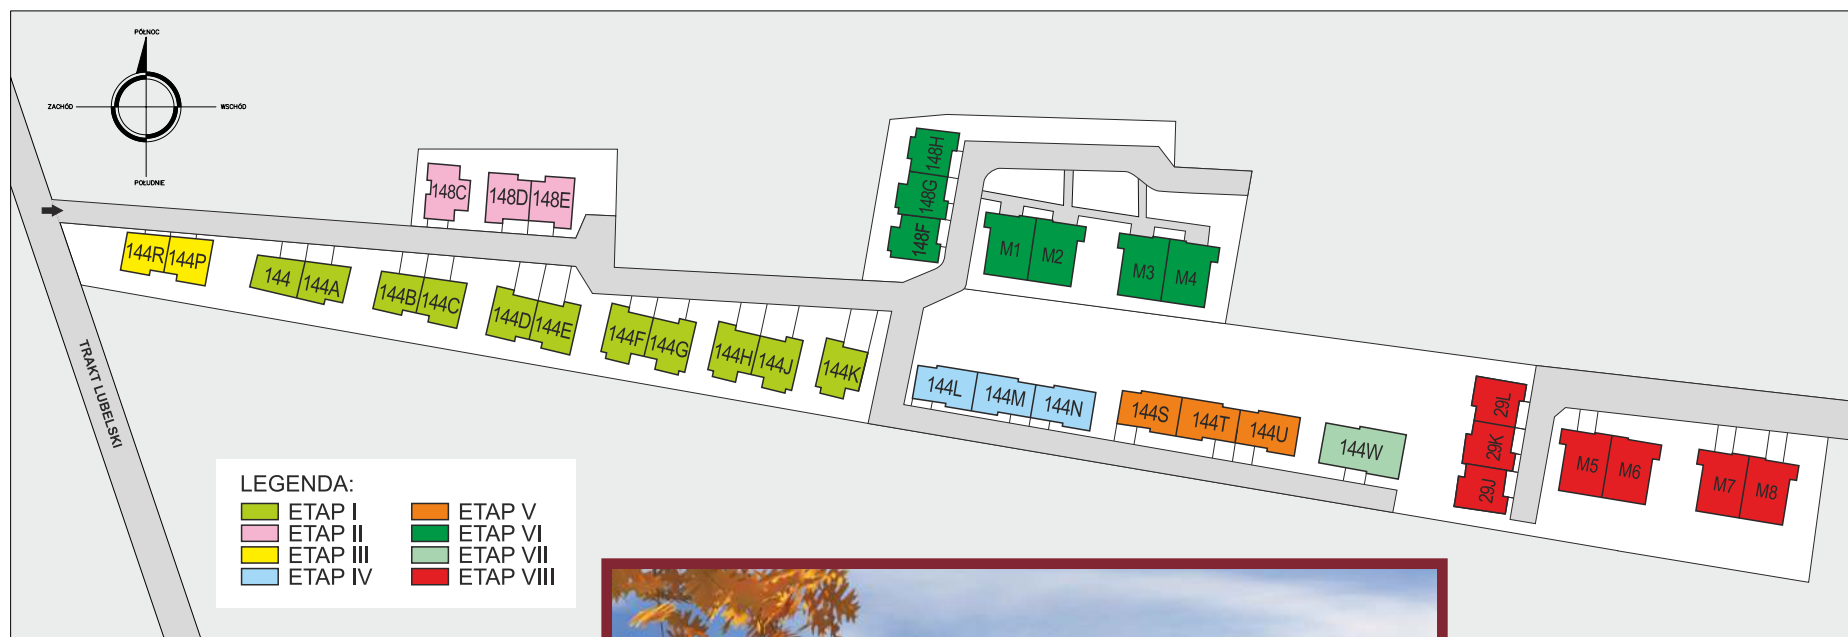 PÓŁNOC
ZACHÓD
WSCHÓD
POŁUDNIE
TRAKT LUBELSKI
148C
148D
148E
148H
148G
148F
M1
M2
M3
M4
144R
144P
144
144A
144B
144C
144D
144E
144F
144G
144H
144J
144K
144L
144M
144N
144S
144T
144U
144W
29L
29K
29J
M5
M6
M7
M8
LEGENDA:
ETAP I
ETAP II
ETAP III
ETAP IV
ETAP V
ETAP VI
ETAP VII
ETAP VIII